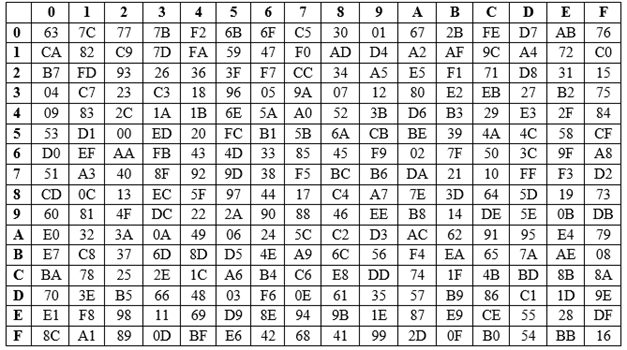 0 1 2 3 4 5 6 7 8 9 A B C D E F
0 63 7C 77 7B F2 6B 6F C5 30 01 67 2B FE D7 AB 76
1 CA 82 C9 7D FA 59 47 F0 AD D4 A2 AF 9C A4 72 C0
2 B7 FD 93 26 36 3F F7 CC 34 A5 E5 F1 71 D8 31 15
3 04 C7 23 C3 18 96 05 9A 07 12 80 E2 EB 27 B2 75
4 09 83 2C 1A 1B 6E 5A A0 52 3B D6 B3 29 E3 2F 84
5 53 D1 00 ED 20 FC B1 5B 6A CB BE 39 4A 4C 58 CF
6 D0 EF AA FB 43 4D 33 85 45 F9 02 7F 50 3C 9F A8
7 51 A3 40 8F 92 9D 38 F5 BC B6 DA 21 10 FF F3 D2
8 CD 0C 13 EC 5F 97 44 17 C4 A7 7E 3D 64 5D 19 73
9 60 81 4F DC 22 2A 90 88 46 EE B8 14 DE 5E 0B DB
A E0 32 3A 0A 49 06 24 5C C2 D3 AC 62 91 95 E4 79
B E7 C8 37 6D 8D D5 4E A9 6C 56 F4 EA 65 7A AE 08
C BA 78 25 2E 1C A6 B4 C6 E8 DD 74 1F 4B BD 8B 8A
D 70 3E B5 66 48 03 F6 0E 61 35 57 B9 86 C1 1D 9E
E E1 F8 98 11 69 D9 8E 94 9B 1E 87 E9 CE 55 28 DF
F 8C A1 89 0D BF E6 42 68 41 99 2D 0F B0 54 BB 16